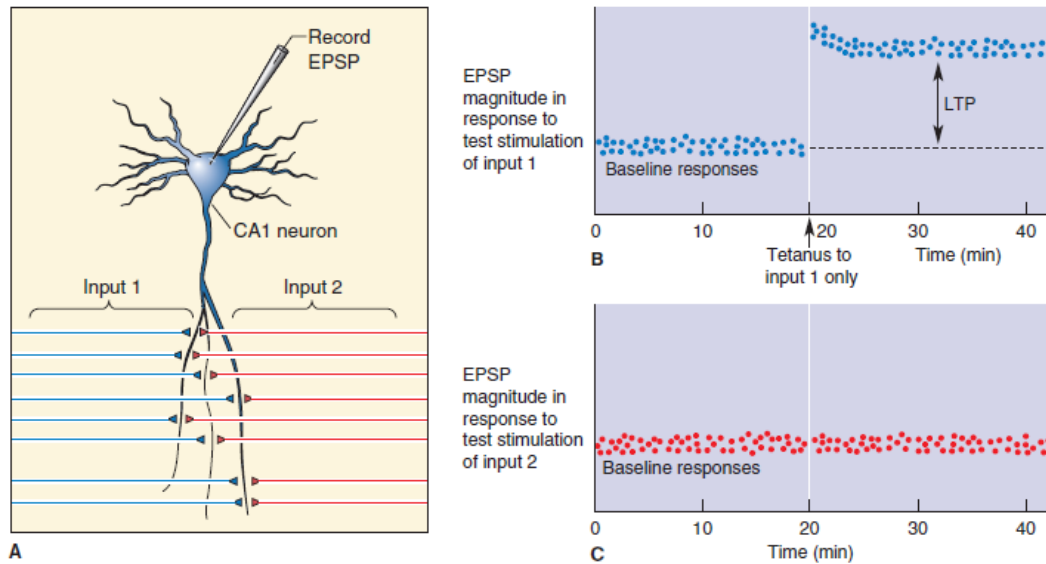 Record
EPSP
CA1 neuron
Input 1
Input 2
A
EPSP
magnitude in
response to
test stimulation
of input 1
LTP
Baseline responses
0
10
20
30
40
Tetanus to
input 1 only
Time (min)
B
EPSP
magnitude in
response to
test stimulation
of input 2
Baseline responses
0
10
20
30
40
Time (min)
C